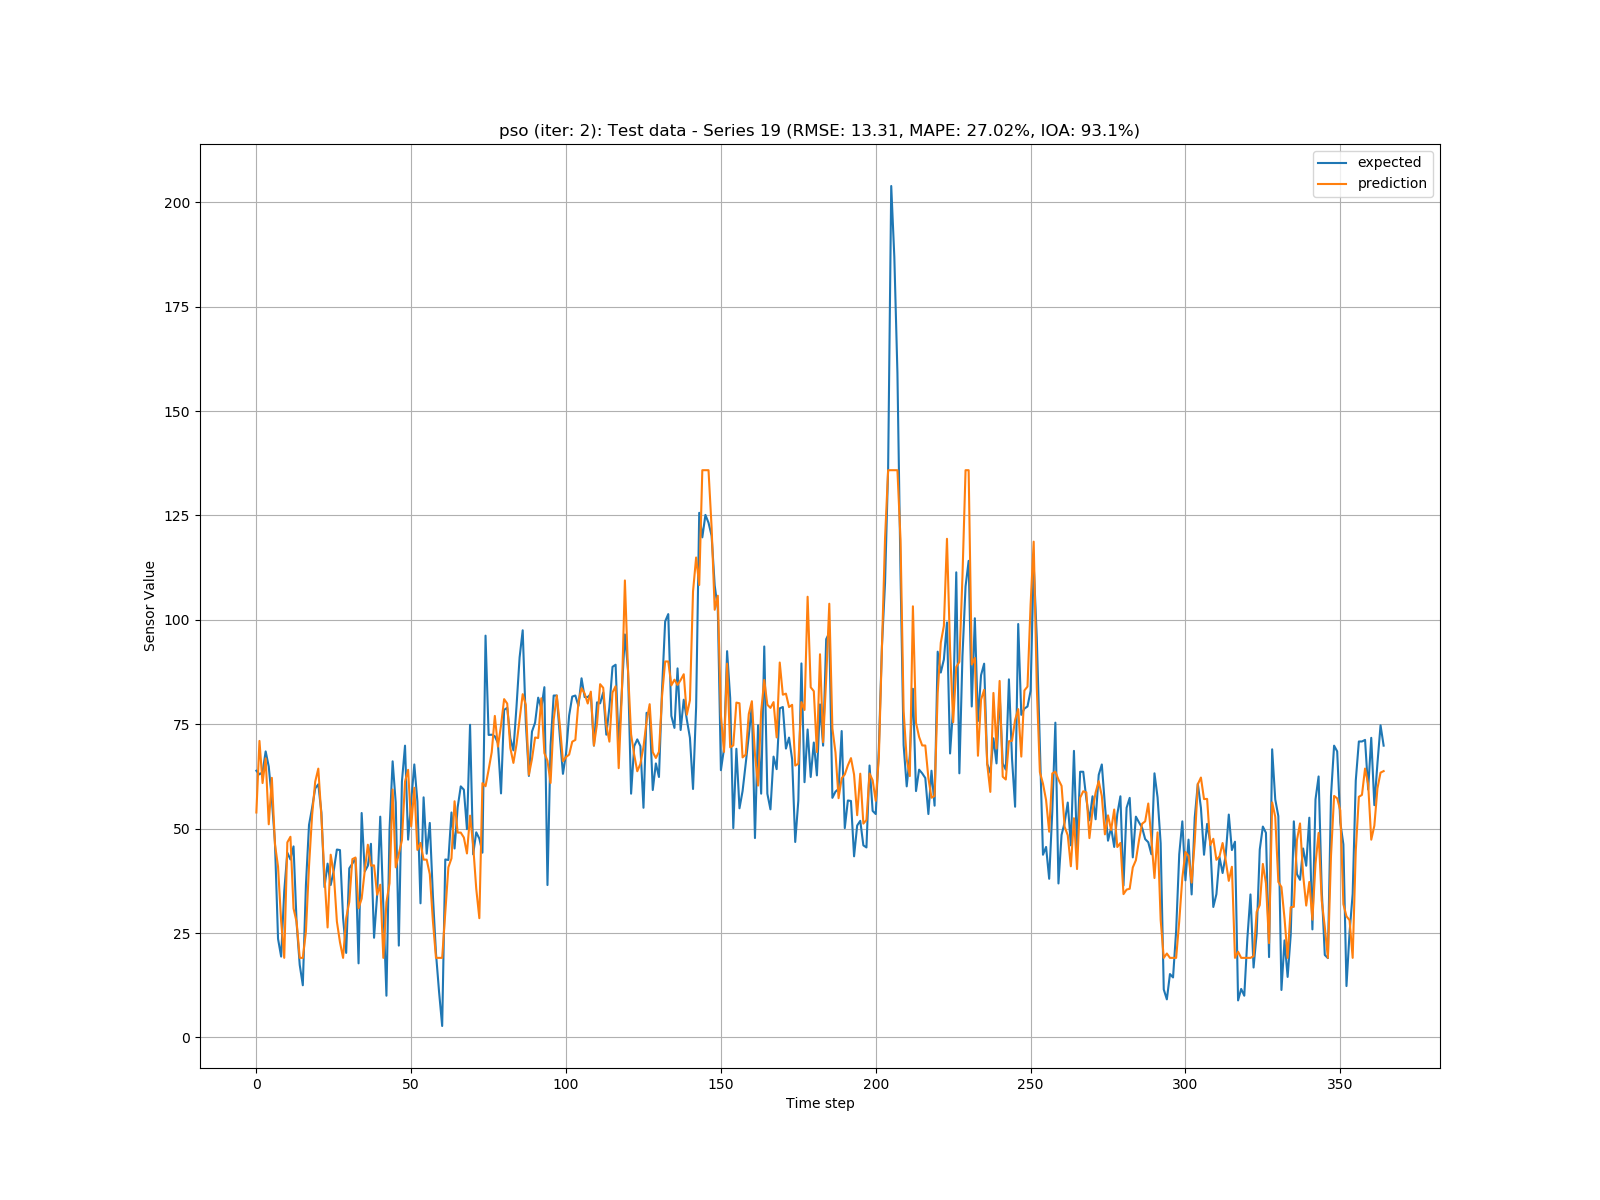 pso (iter: 2): Test data - Series 19 (RMSE: 13.31, MAPE: 27.02%, IOA: 93.1%)
expected
prediction
200
175
150
125
100
75
50
25
0
Sensor Value
0 50 100 150 200 250 300 350
Time step